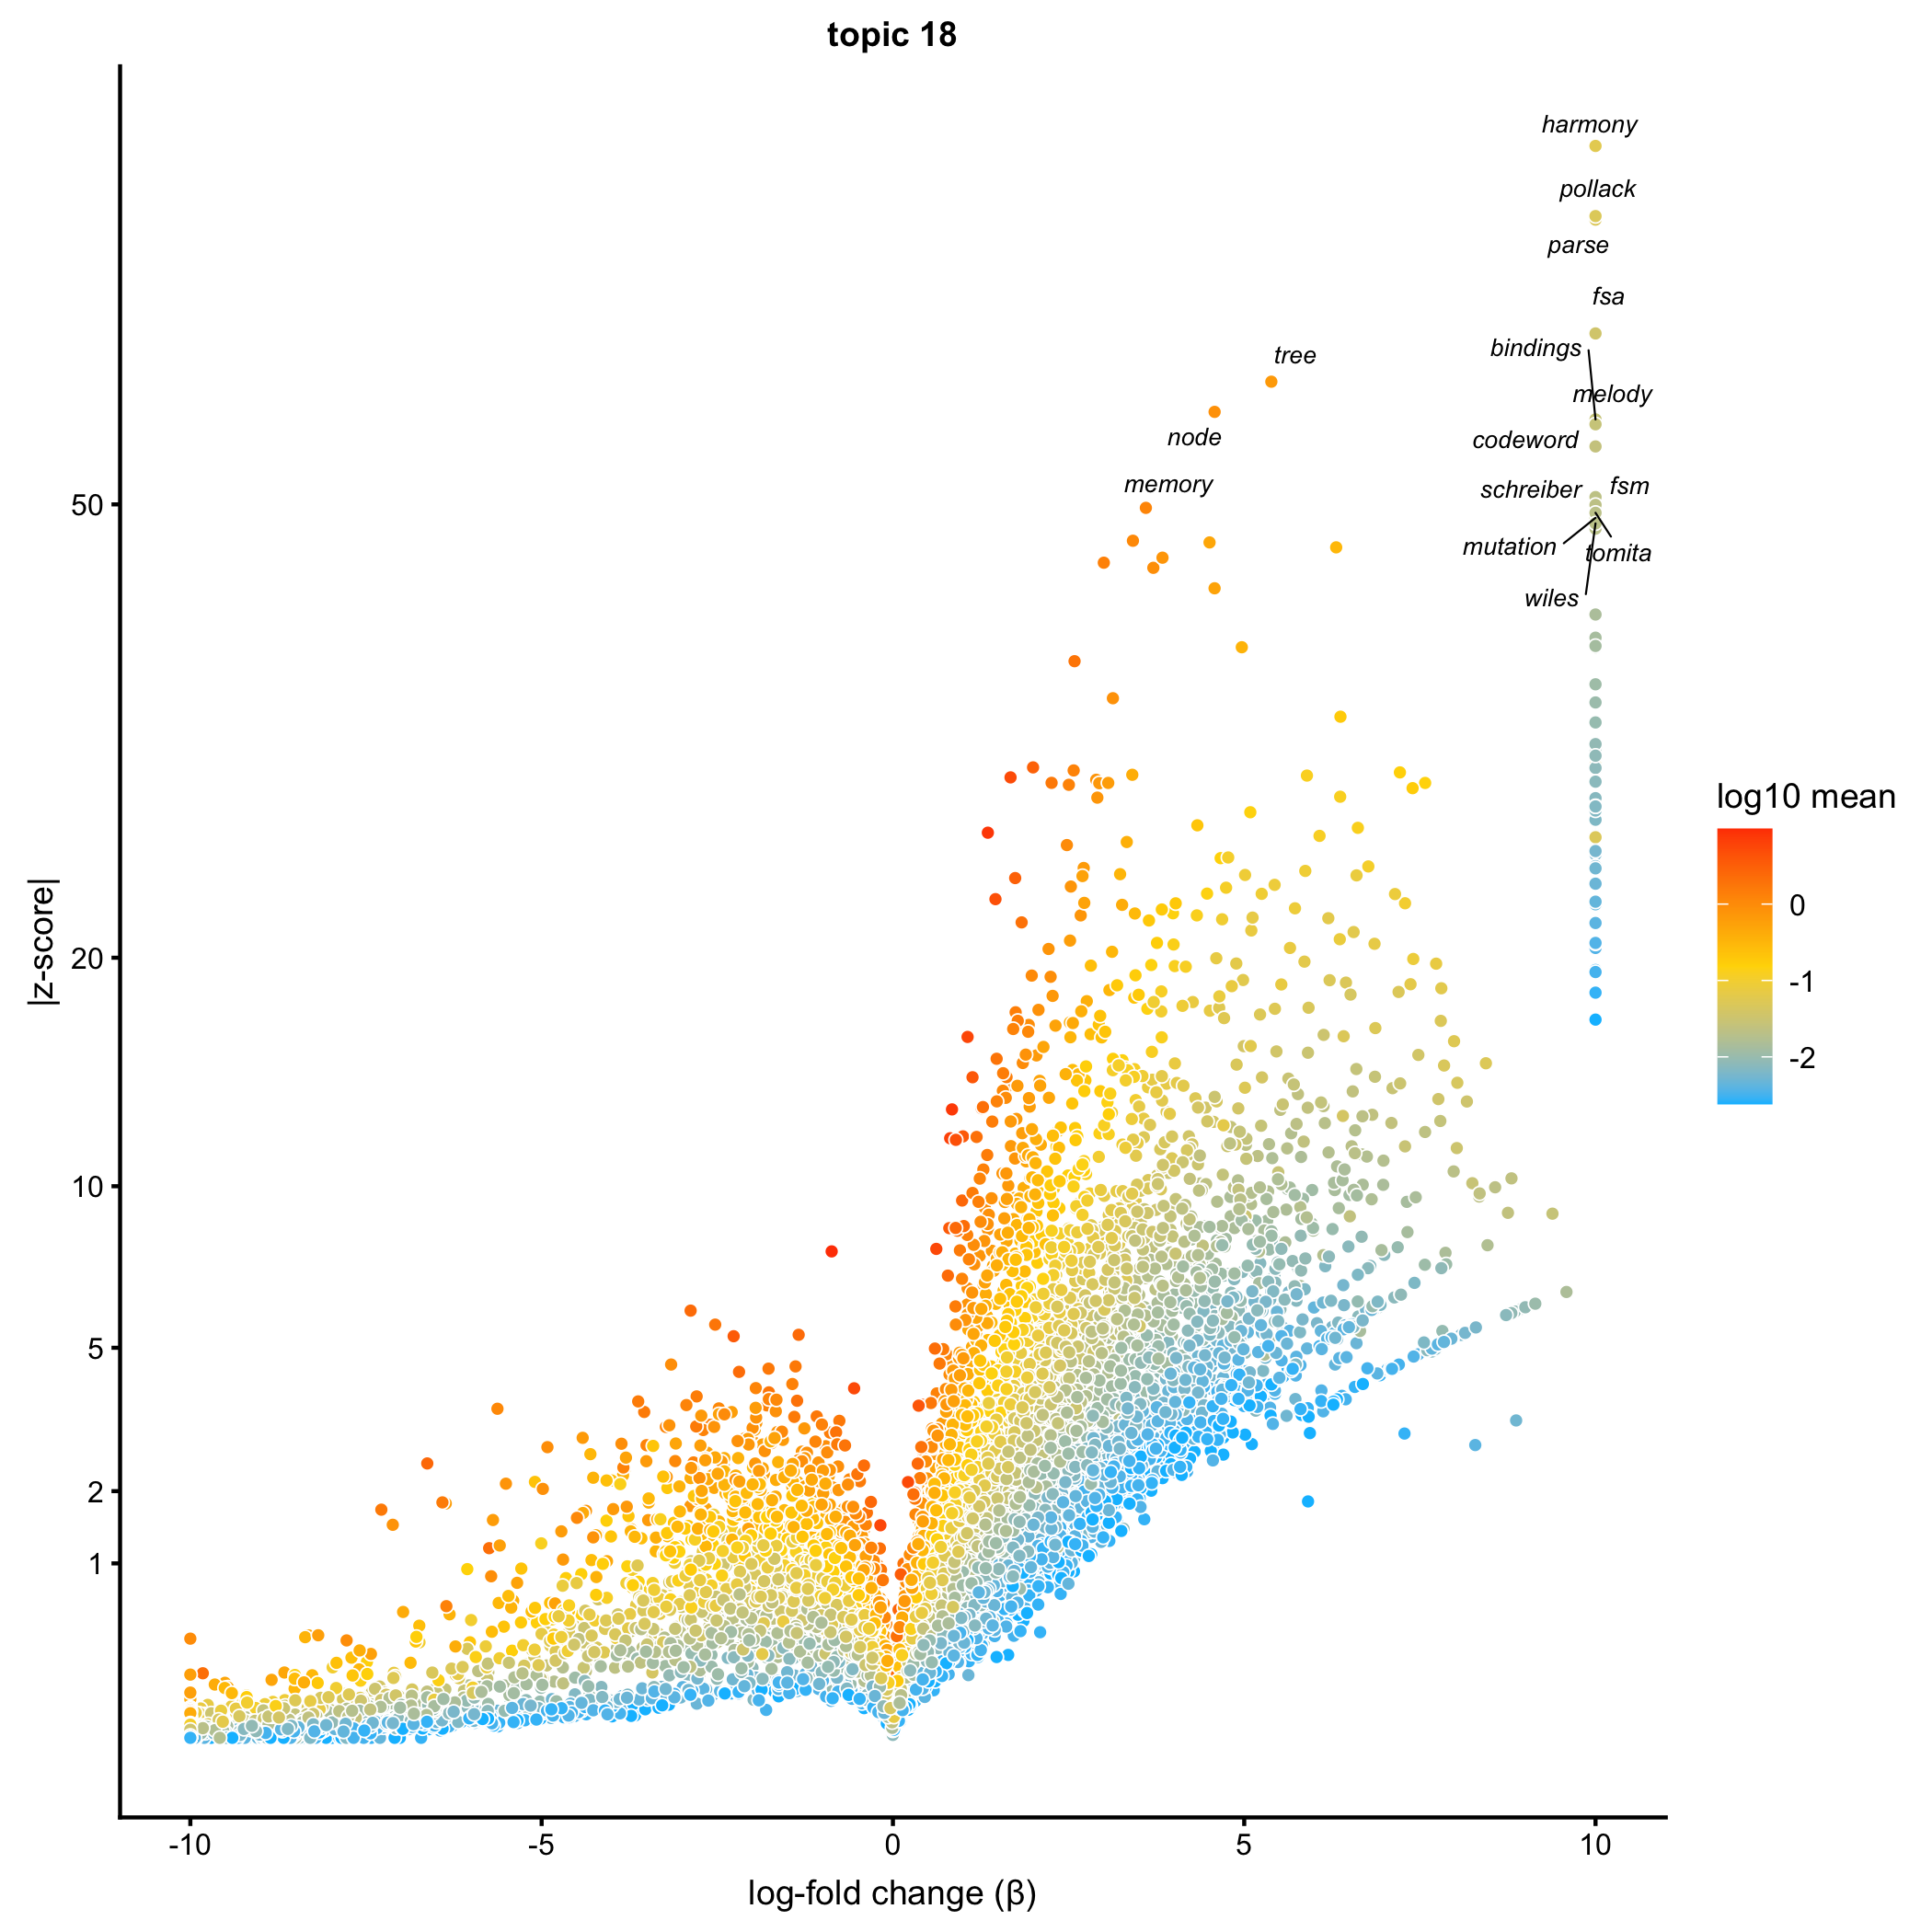 topic 18
harmony
pollack
parse
fsa
bindings
tree
melody
node
codeword
memory
schreiber
fsm
mutation
tomita
wiles
50
20
10
5
2
1
|z-score|
-10
-5
0
5
10
log-fold change (β)
log10 mean
0
-1
-2